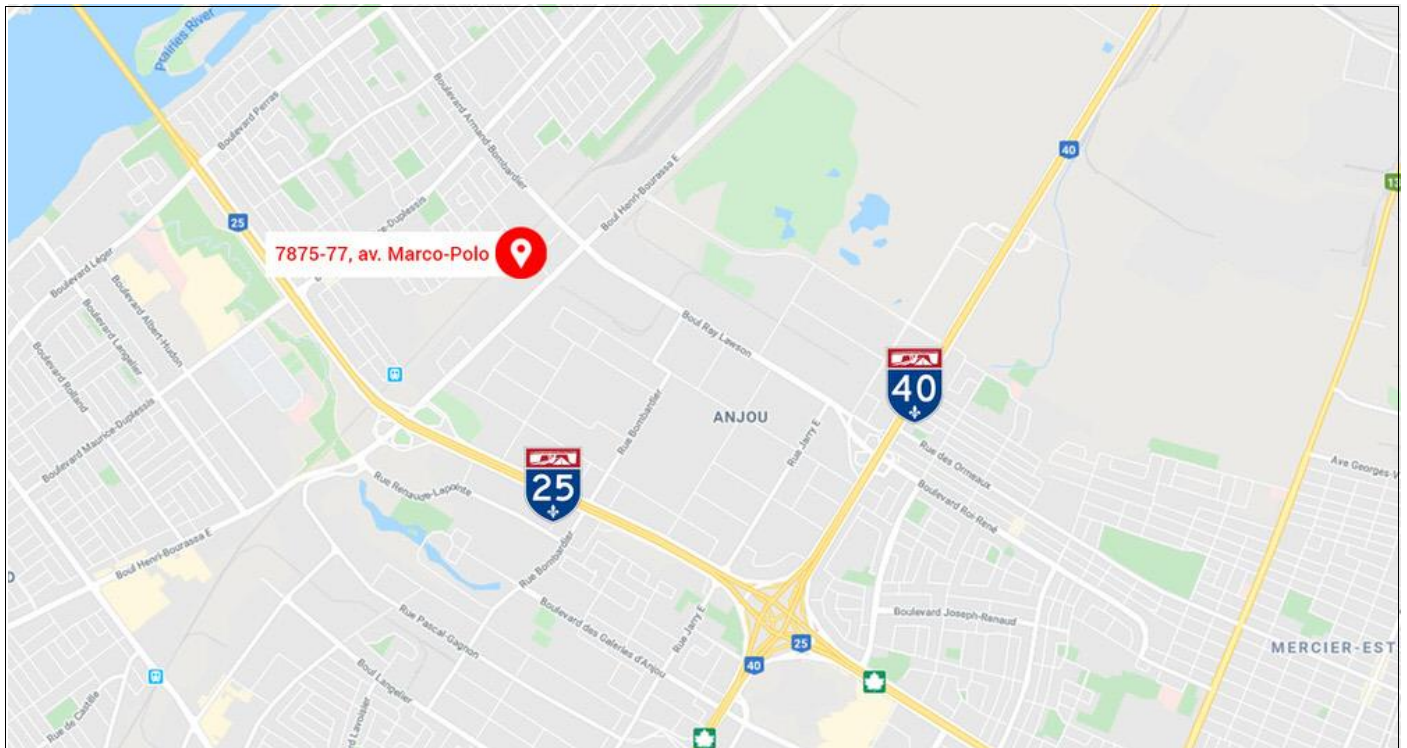 Prairies River
Boulevard Perras
Boulevard Armand-Bombardier
40
13
25
Boul Henri-Bourassa E
7875-77, av. Marco-Polo
Boulevard Léger
Boulevard Albert-Hudon
Boulevard Langelier
Boulevard Rolland
Boulevard Maurice-Duplessis
Boul Ray Lawson
40
ANJOU
Rue Bombardier
Rue Jarry E
Rue des Ormeaux
Boulevard Roi-René
Ave Georges-V
25
Rue Renaude-Lapointe
Boul Henri-Bourassa E
Rue Bombardier
Rue Pascal-Gagnon
Boulevard des Galeries d'Anjou
Rue Jarry E
Boulevard Joseph-Renaud
25
40
MERCIER-EST
Boul Langelier
Rue de Castille
d Lavoisier